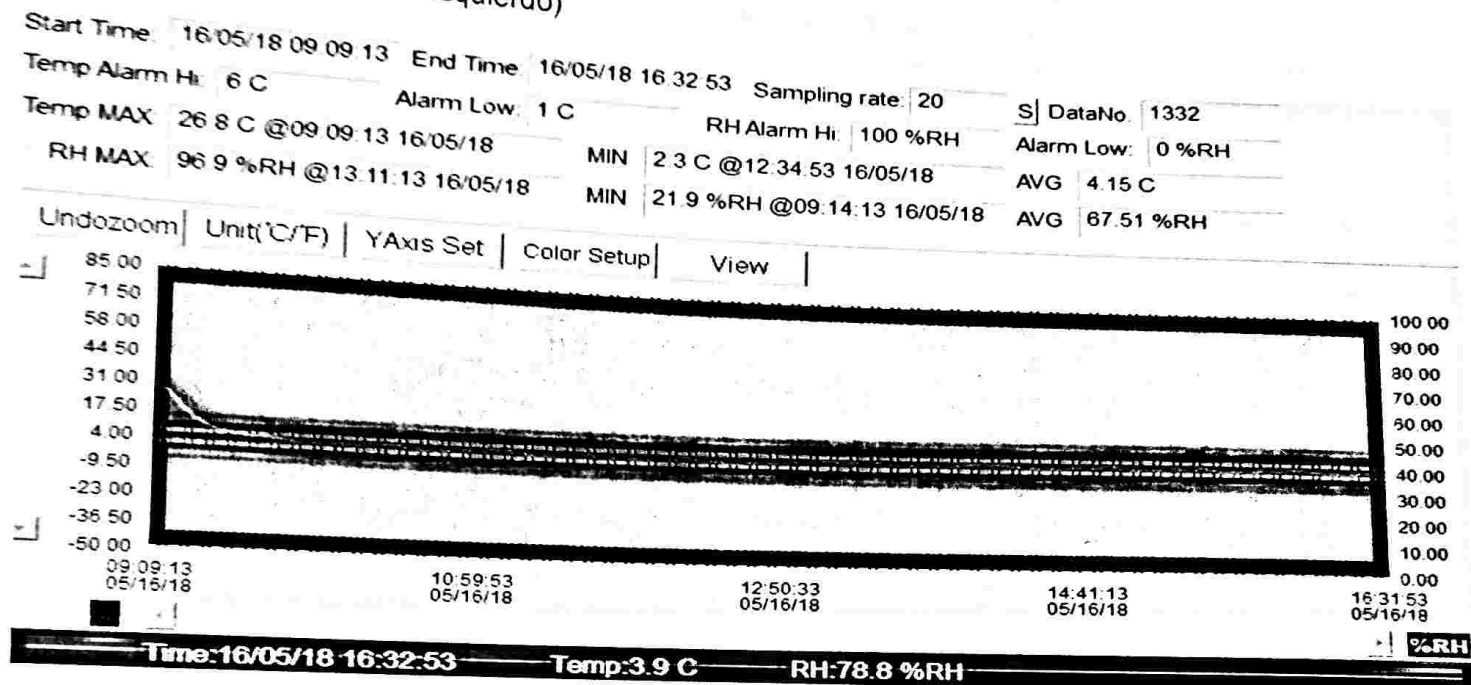 quierdo)
Start Time: 16/05/18 09 09 13 End Time 16/05/18 16 32 53 Sampling rate: 20 S DataNo. 1332
Temp Alarm Hi: 6 C Alarm Low: 1 C RH Alarm Hi: 100 %RH Alarm Low: 0 %RH
Temp MAX 26 8 C @09 09:13 16/05/18 MIN 2.3 C @12:34:53 16/05/18 AVG 4.15 C
RH MAX: 96 9 %RH @13:11:13 16/05/18 MIN 21.9 %RH @09:14:13 16/05/18 AVG 67.51 %RH
Undozoom Unit(°C/°F) YAxis Set Color Setup View
85 00
71 50
58 00
44 50
31 00
17 50
4.00
-9.50
-23 00
-36 50
-50 00
100 00
90 00
80 00
70.00
60.00
50.00
40.00
30.00
20 00
10.00
0.00
09:09:13 10:59:53 12:50:33 14:41:13 16:31:53
05/16/18 05/16/18 05/16/18 05/16/18 05/16/18
%RH
Time:16/05/18 16:32:53 Temp:3.9 C RH:78.8 %RH